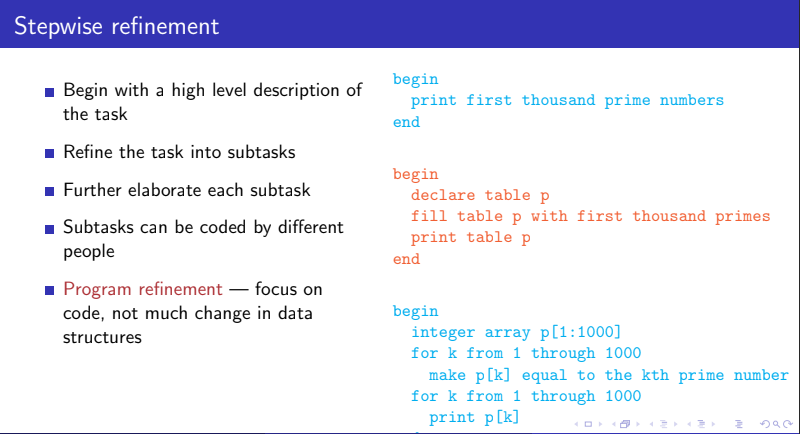 Stepwise refinement
Begin with a high level description of
the task
Refine the task into subtasks
Further elaborate each subtask
Subtasks can be coded by different
people
Program refinement — focus on
code, not much change in data
structures
begin
  print first thousand prime numbers
end
begin
  declare table p
  fill table p with first thousand primes
  print table p
end
begin
  integer array p[1:1000]
  for k from 1 through 1000
    make p[k] equal to the kth prime number
  for k from 1 through 1000
    print p[k]